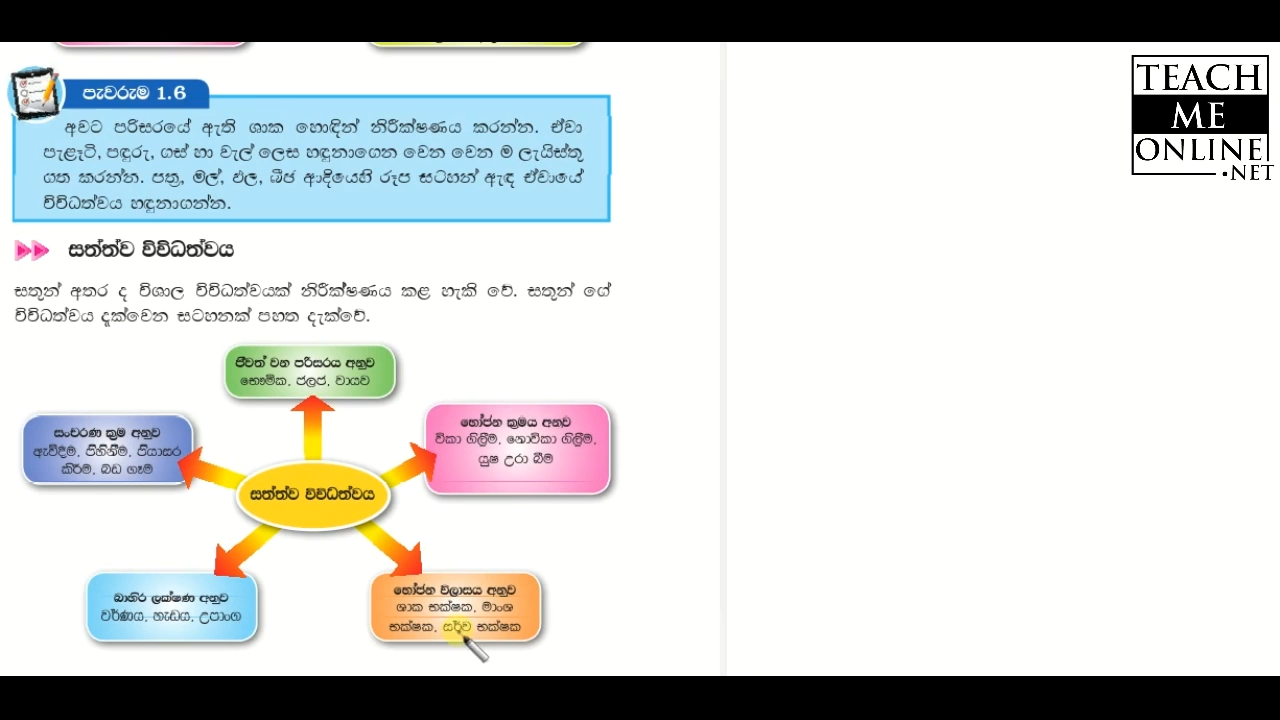 TEACH
ME
ONLINE
.NET
පැවරුම 1.6
අවට පරිසරයේ ඇති ශාක හොඳින් නිරීක්ෂණය කරන්න. ඒවා
පැළෑටි, පඳුරු, ගස් හා වැල් ලෙස හඳුනාගෙන වෙන වෙන ම ලැයිස්තු
ගත කරන්න. පත්‍ර, මල්, ඵල, බීජ ආදියෙහි රූප සටහන් ඇඳ ඒවායේ
විවිධත්වය හඳුනාගන්න.
සත්ත්ව විවිධත්වය
සතුන් අතර ද විශාල විවිධත්වයක් නිරීක්ෂණය කළ හැකි වේ. සතුන් ගේ
විවිධත්වය දැක්වෙන සටහනක් පහත දැක්වේ.
ජීවත් වන පරිසරය අනුව
භෞමික, ජලජ, වායව
සංචරණ ක්‍රම අනුව
ඇවිදීම, පිහිනීම, පියාසර
කිරීම, බඩ ගෑම
භෝජන ක්‍රමය අනුව
විකා ගිලීම, නොවිකා ගිලීම,
යුෂ උරා බීම
සත්ත්ව විවිධත්වය
බාහිර ලක්ෂණ අනුව
වර්ණය, හැඩය, උපාංග
භෝජන විලාසය අනුව
ශාක භක්ෂක, මාංශ
භක්ෂක, සර්ව භක්ෂක